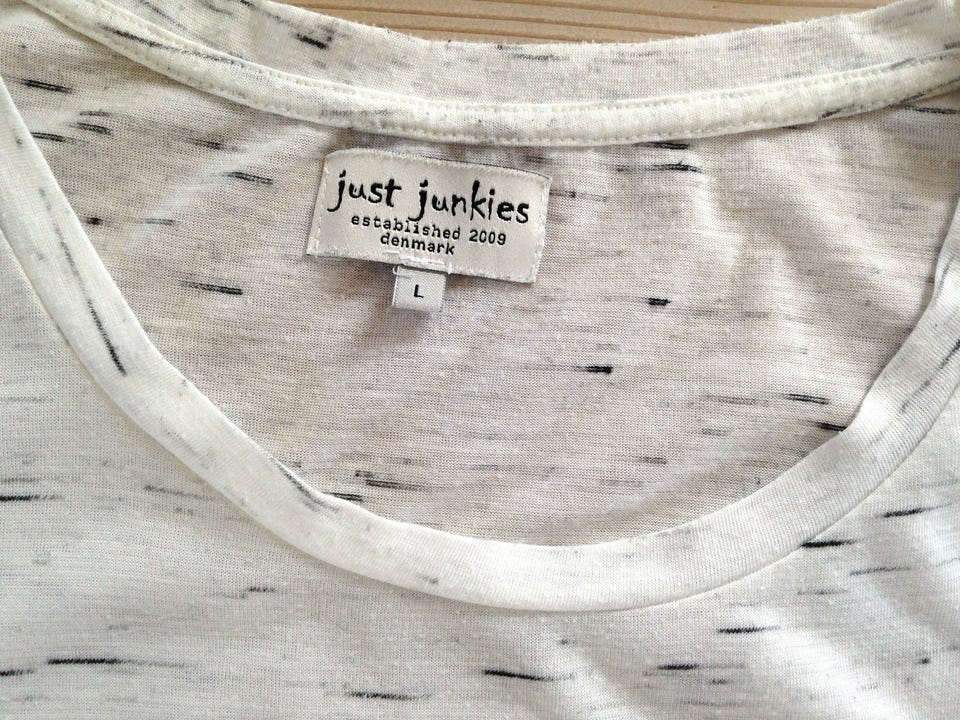 just junkies
established 2009
denmark
L